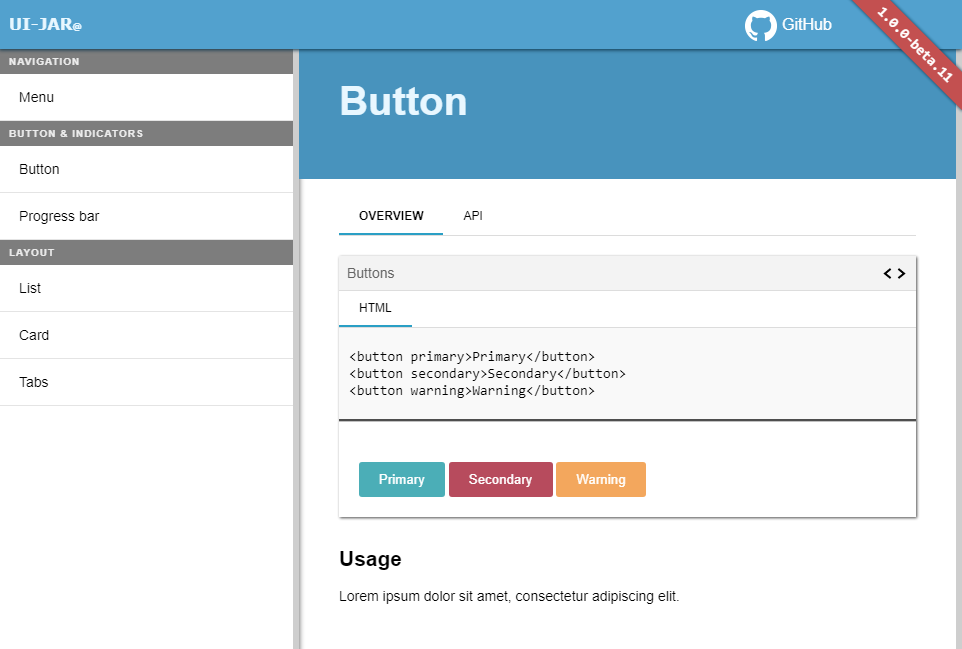 UI-JAR@
GitHub
1.0.0-beta.11
NAVIGATION
Menu
BUTTON & INDICATORS
Button
Progress bar
LAYOUT
List
Card
Tabs
Button
OVERVIEW API
Buttons
HTML
<button primary>Primary</button>
<button secondary>Secondary</button>
<button warning>Warning</button>
Primary Secondary Warning
Usage
Lorem ipsum dolor sit amet, consectetur adipiscing elit.